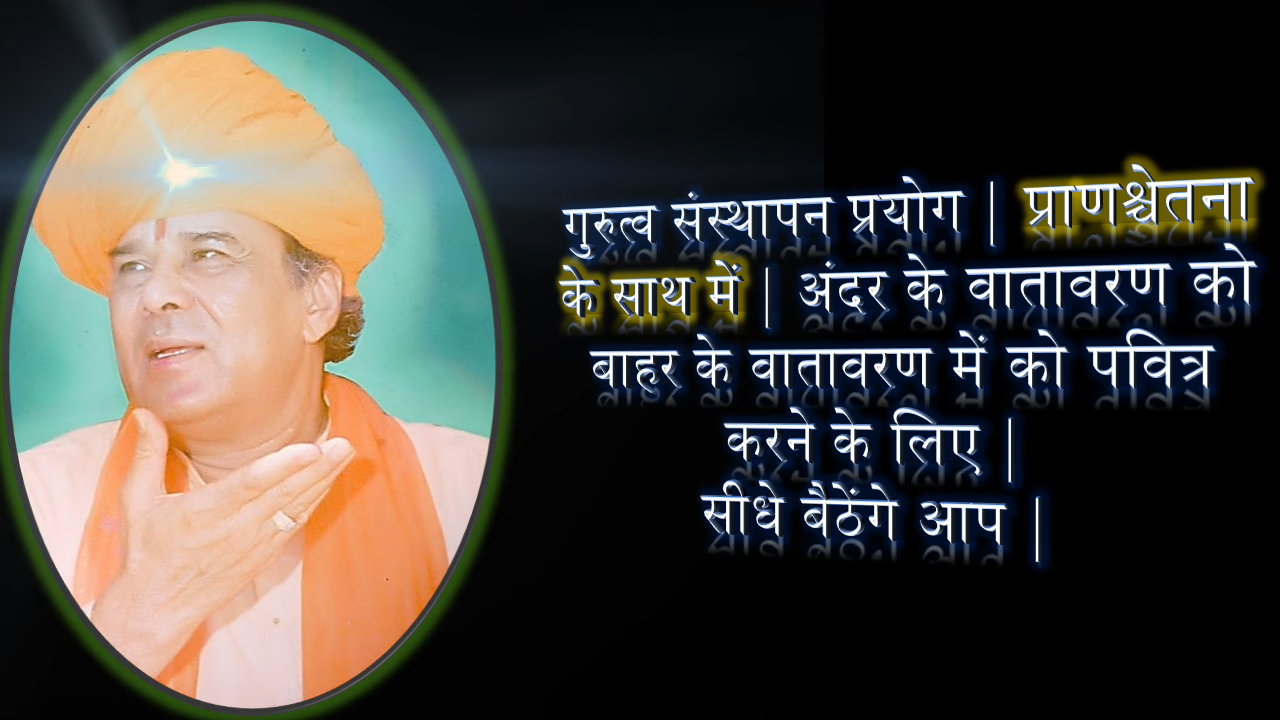 गुरुत्व संस्थापन प्रयोग | प्राणश्चेतना
के साथ में | अंदर के वातावरण को
बाहर के वातावरण में को पवित्र
करने के लिए |
सीधे बैठेंगे आप |